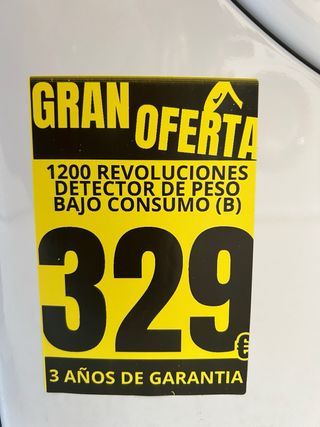 GRAN OFERTA
1200 REVOLUCIONES
DETECTOR DE PESO
BAJO CONSUMO (B)
329€
3 AÑOS DE GARANTIA